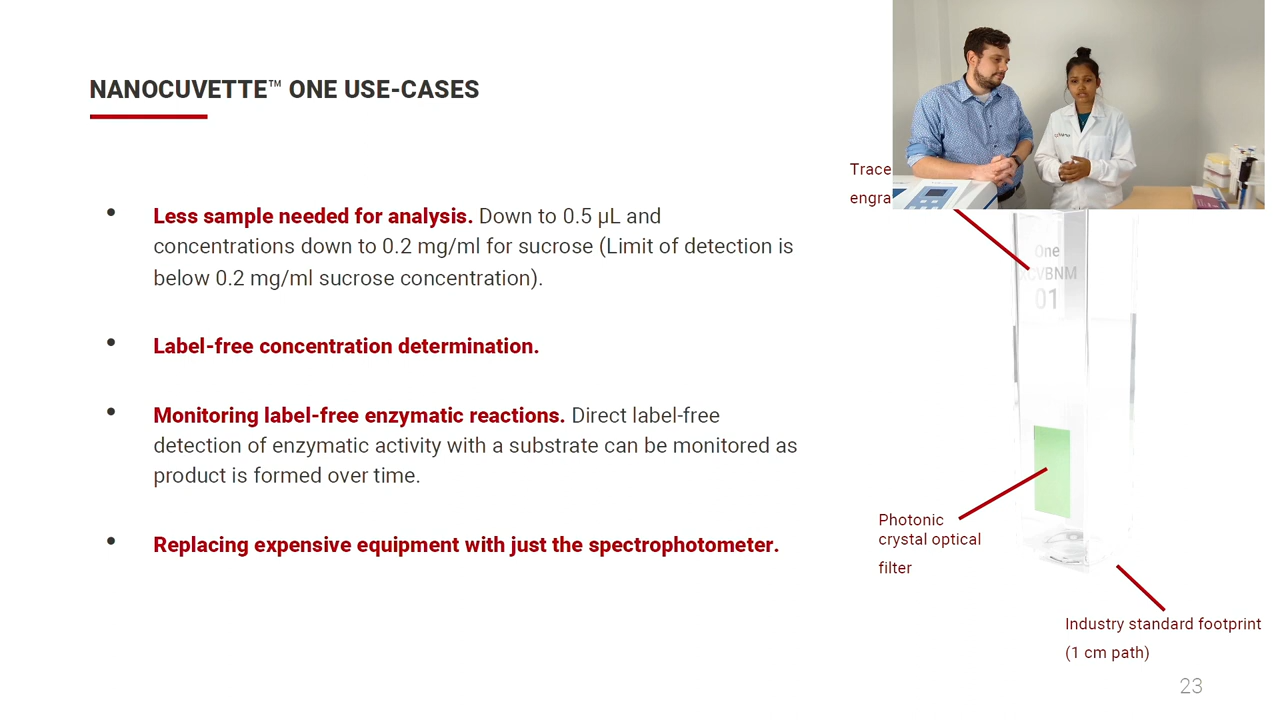 NANOCUVETTE™ ONE USE-CASES
• Less sample needed for analysis. Down to 0.5 µL and
concentrations down to 0.2 mg/ml for sucrose (Limit of detection is
below 0.2 mg/ml sucrose concentration).
• Label-free concentration determination.
• Monitoring label-free enzymatic reactions. Direct label-free
detection of enzymatic activity with a substrate can be monitored as
product is formed over time.
• Replacing expensive equipment with just the spectrophotometer.
Trace
engra
One
01
Photonic
crystal optical
filter
Industry standard footprint
(1 cm path)
23